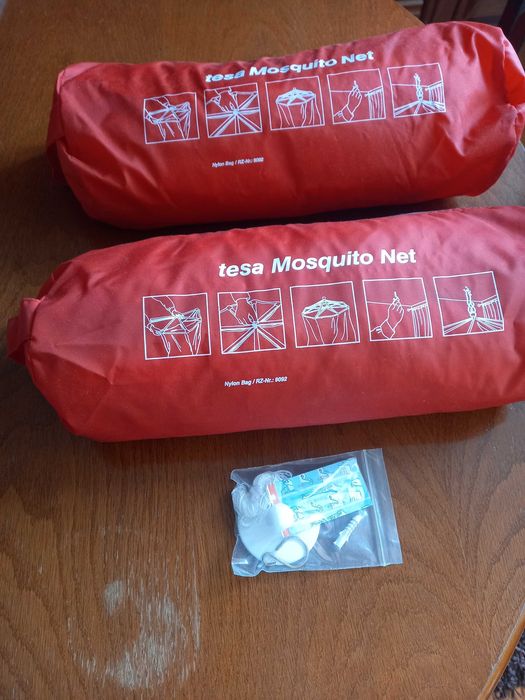 tesa Mosquito Net
Nylon Bag / RZ-Nr.: 9092
tesa Mosquito Net
Nylon Bag / RZ-Nr.: 9092